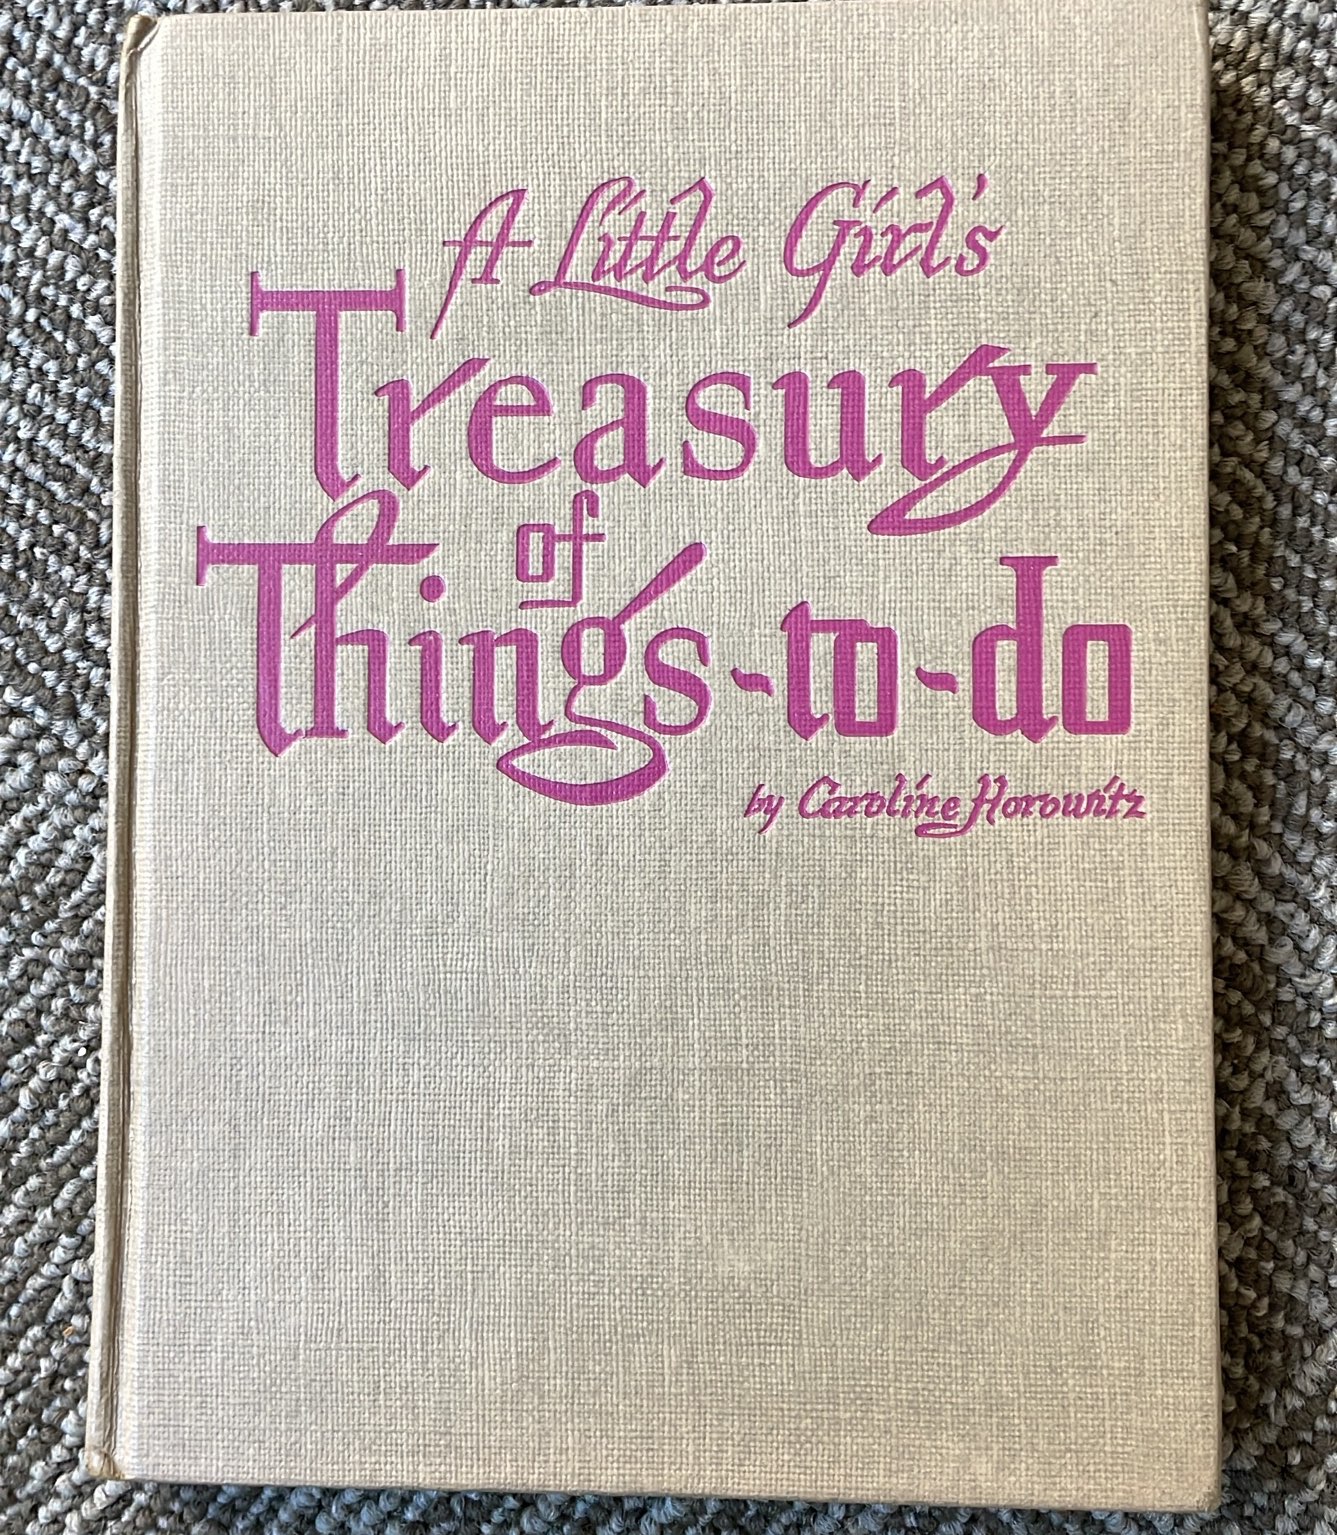 A Little Girl's
Treasury
of
Things-to-do
by Caroline Horowitz